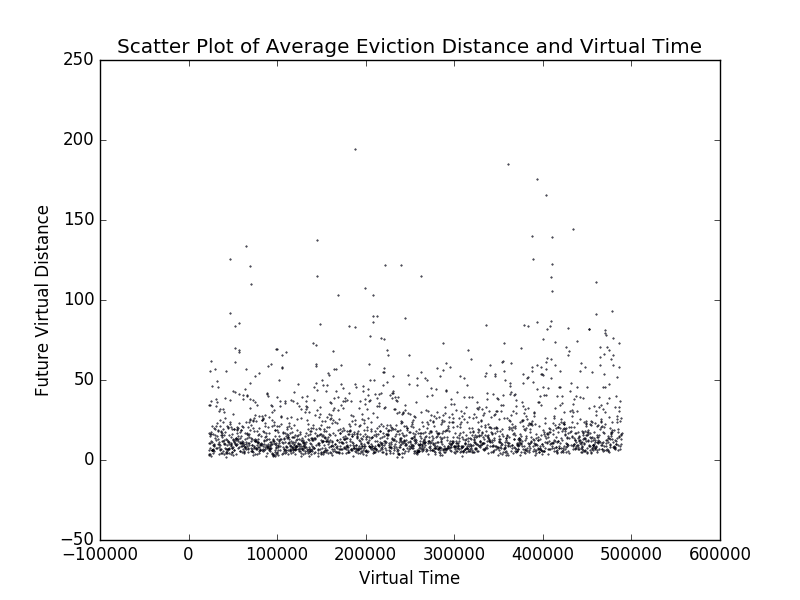 Scatter Plot of Average Eviction Distance and Virtual Time
250
200
150
100
50
0
−50
Future Virtual Distance
−100000 0 100000 200000 300000 400000 500000 600000
Virtual Time